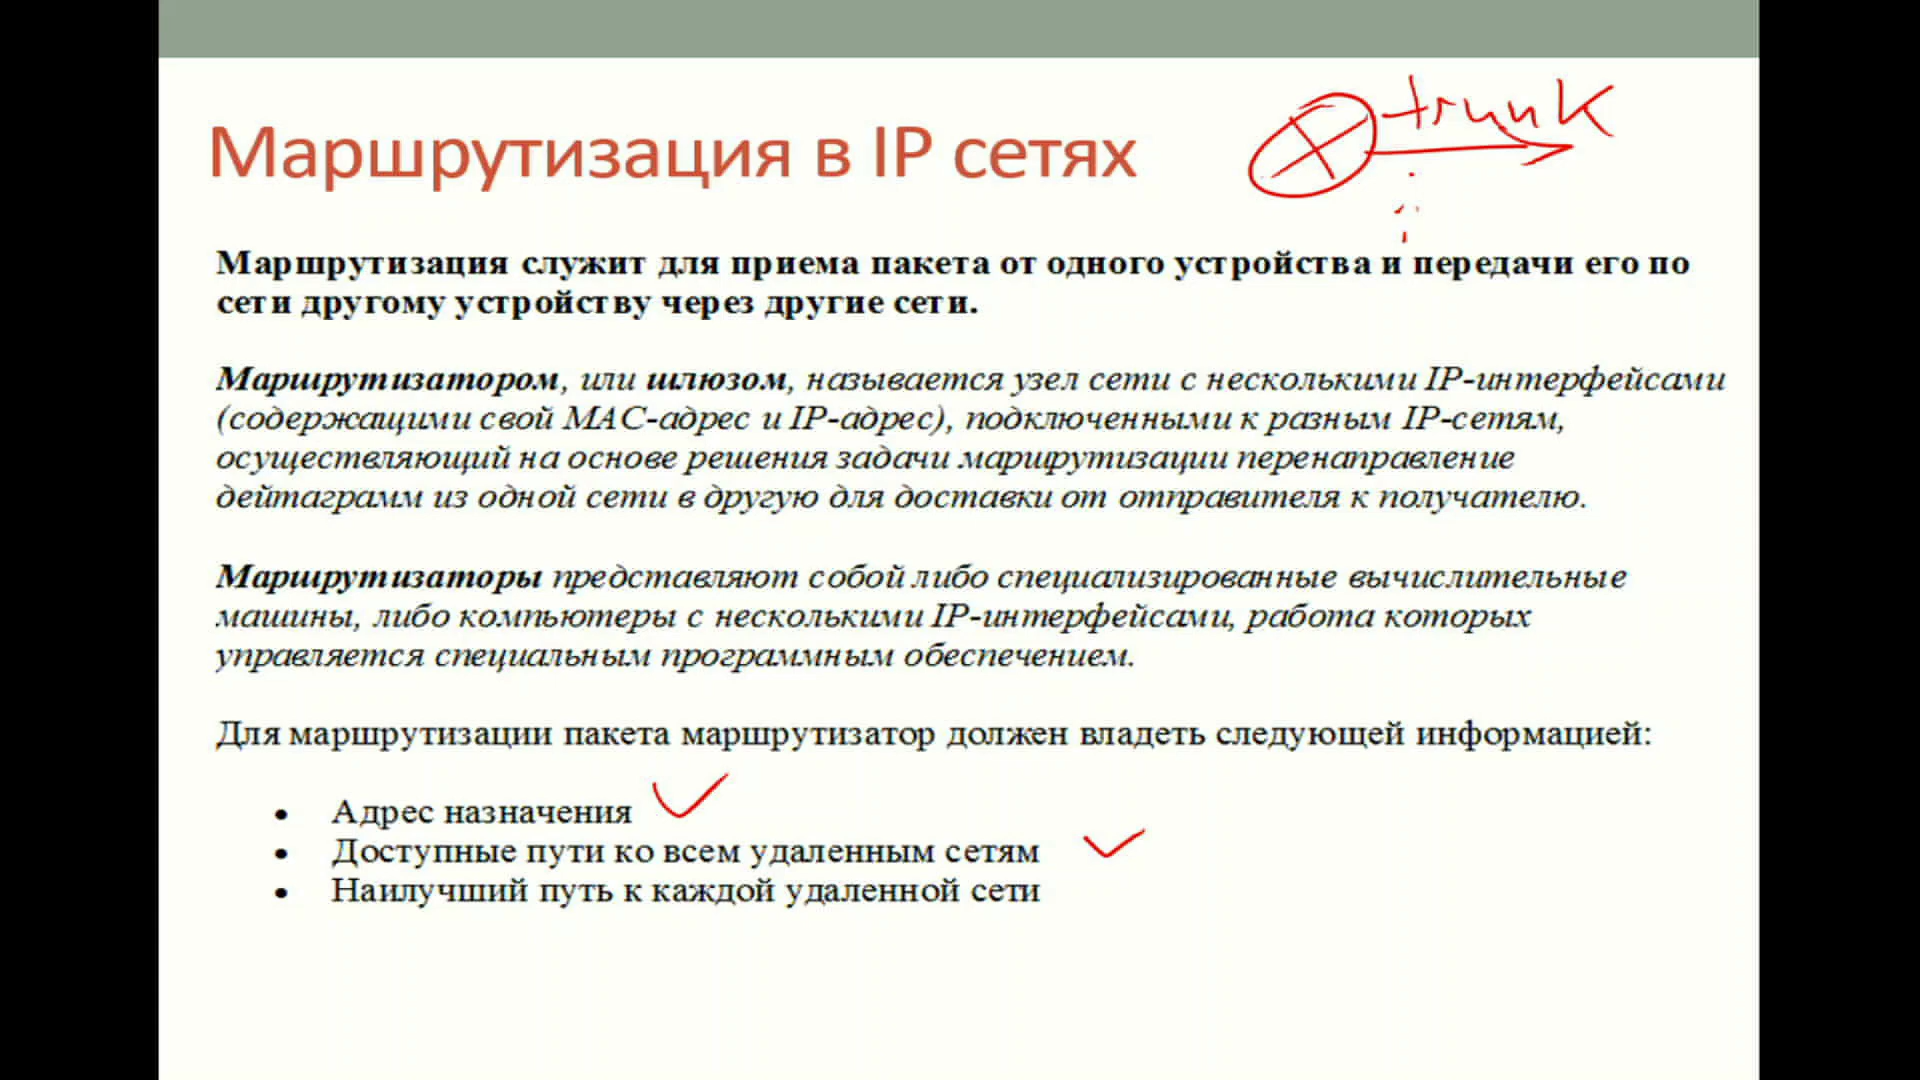 Маршрутизация в IP сетях
trunk
Маршрутизация служит для приема пакета от одного устройства и передачи его по
сети другому устройству через другие сети.
Маршрутизатором, или шлюзом, называется узел сети с несколькими IP-интерфейсами
(содержащими свой MAC-адрес и IP-адрес), подключенными к разным IP-сетям,
осуществляющий на основе решения задачи маршрутизации перенаправление
дейтаграмм из одной сети в другую для доставки от отправителя к получателю.
Маршрутизаторы представляют собой либо специализированные вычислительные
машины, либо компьютеры с несколькими IP-интерфейсами, работа которых
управляется специальным программным обеспечением.
Для маршрутизации пакета маршрутизатор должен владеть следующей информацией:
• Адрес назначения
• Доступные пути ко всем удаленным сетям
• Наилучший путь к каждой удаленной сети